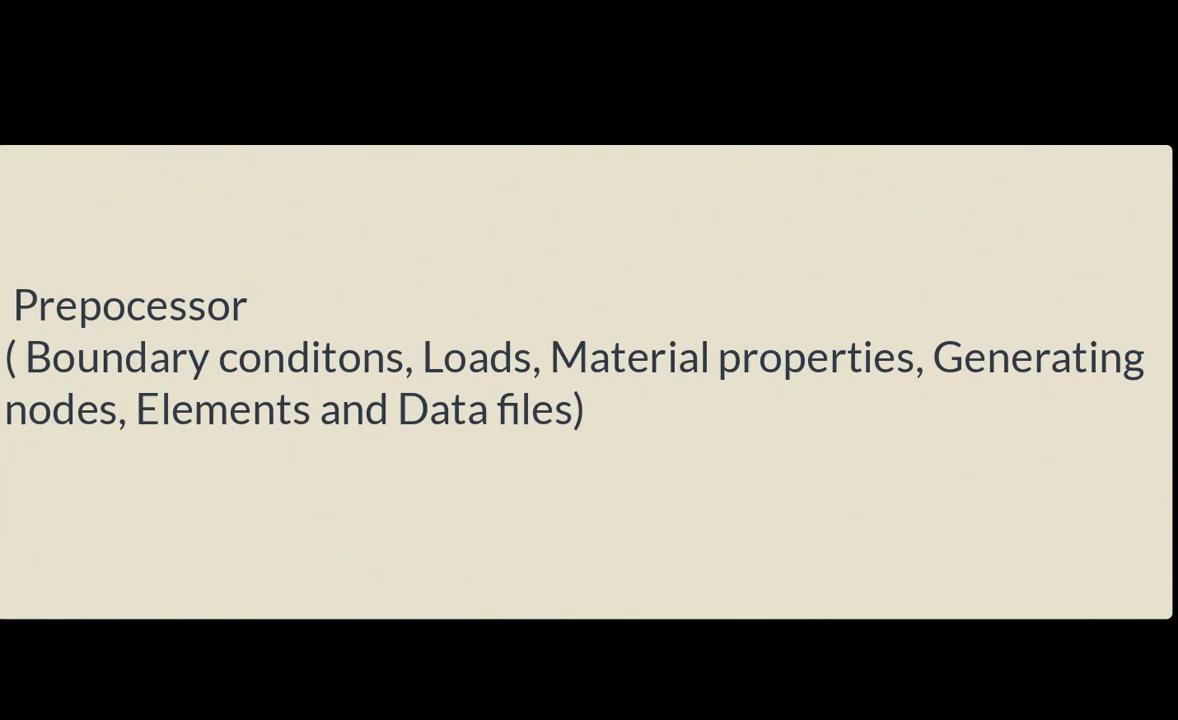 Prepocessor
( Boundary conditons, Loads, Material properties, Generating
nodes, Elements and Data files)